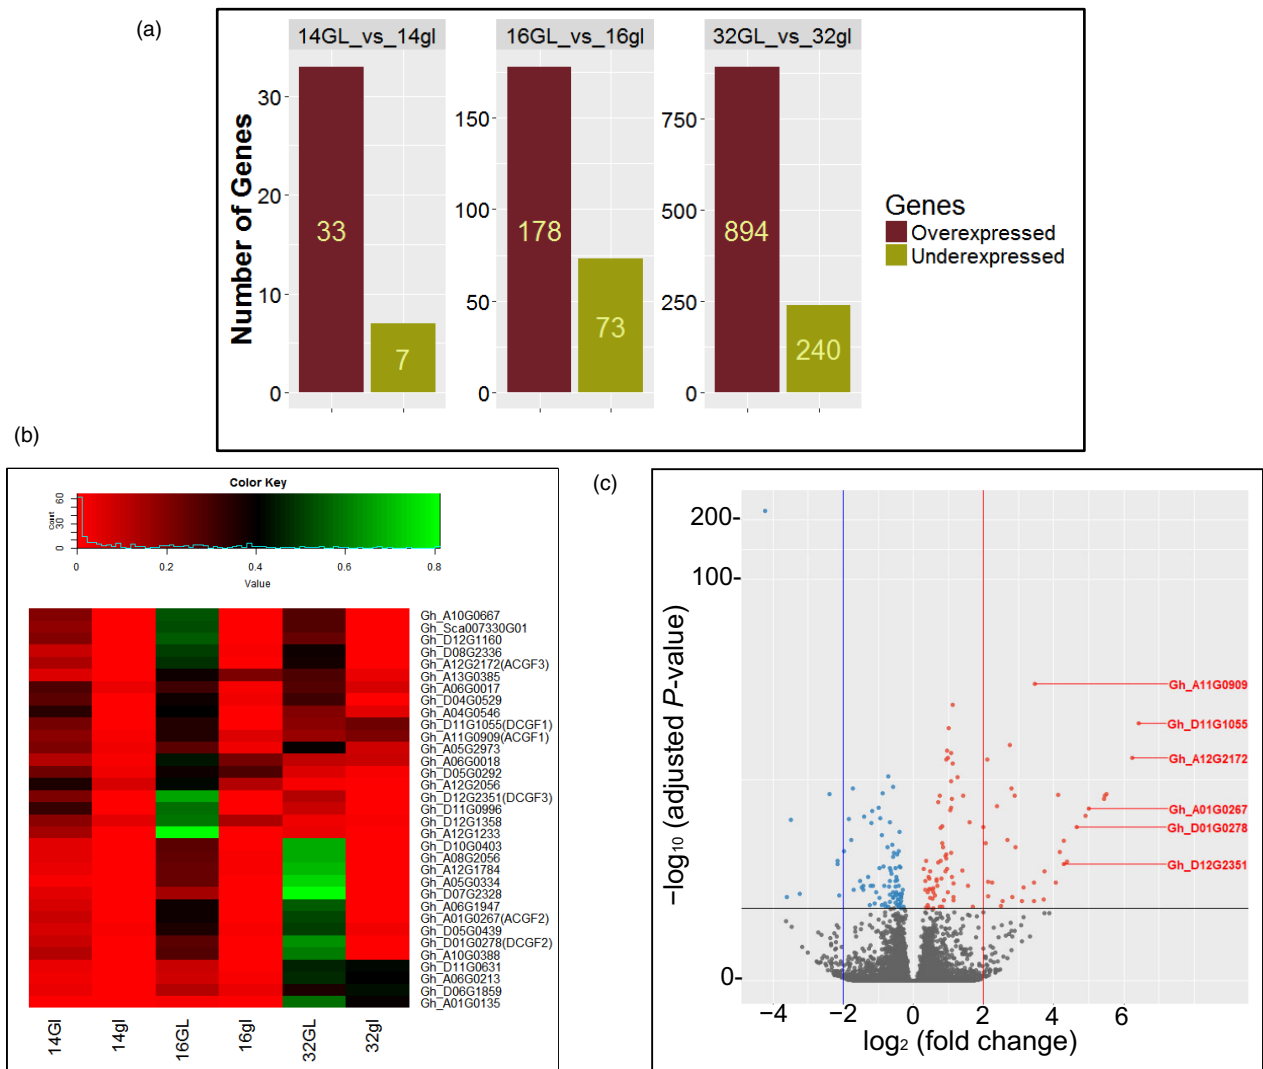 (a)
14GL_vs_14gl
16GL_vs_16gl
32GL_vs_32gl
Number of Genes
30
20
10
0
33
7
150
100
50
0
178
73
750
500
250
0
894
240
Genes
Overexpressed
Underexpressed
(b)
Color Key
Count
60
30
0
0
0.2
0.4
0.6
0.8
Value
Gh_A10G0667
Gh_Sca007330G01
Gh_D12G1160
Gh_D08G2336
Gh_A12G2172(ACGF3)
Gh_A13G0385
Gh_A06G0017
Gh_D04G0529
Gh_A04G0546
Gh_D11G1055(DCGF1)
Gh_A11G0909(ACGF1)
Gh_A05G2973
Gh_A06G0018
Gh_D05G0292
Gh_A12G2056
Gh_D12G2351(DCGF3)
Gh_D11G0996
Gh_D12G1358
Gh_A12G1233
Gh_D10G0403
Gh_A08G2056
Gh_A12G1784
Gh_A05G0334
Gh_D07G2328
Gh_A06G1947
Gh_A01G0267(ACGF2)
Gh_D05G0439
Gh_D01G0278(DCGF2)
Gh_A10G0388
Gh_D11G0631
Gh_A06G0213
Gh_D06G1859
Gh_A01G0135
14Gl
14gl
16GL
16gl
32GL
32gl
(c)
−log₁₀ (adjusted P-value)
200-
100-
0-
Gh_A11G0909
Gh_D11G1055
Gh_A12G2172
Gh_A01G0267
Gh_D01G0278
Gh_D12G2351
−4
−2
0
2
4
6
log₂ (fold change)